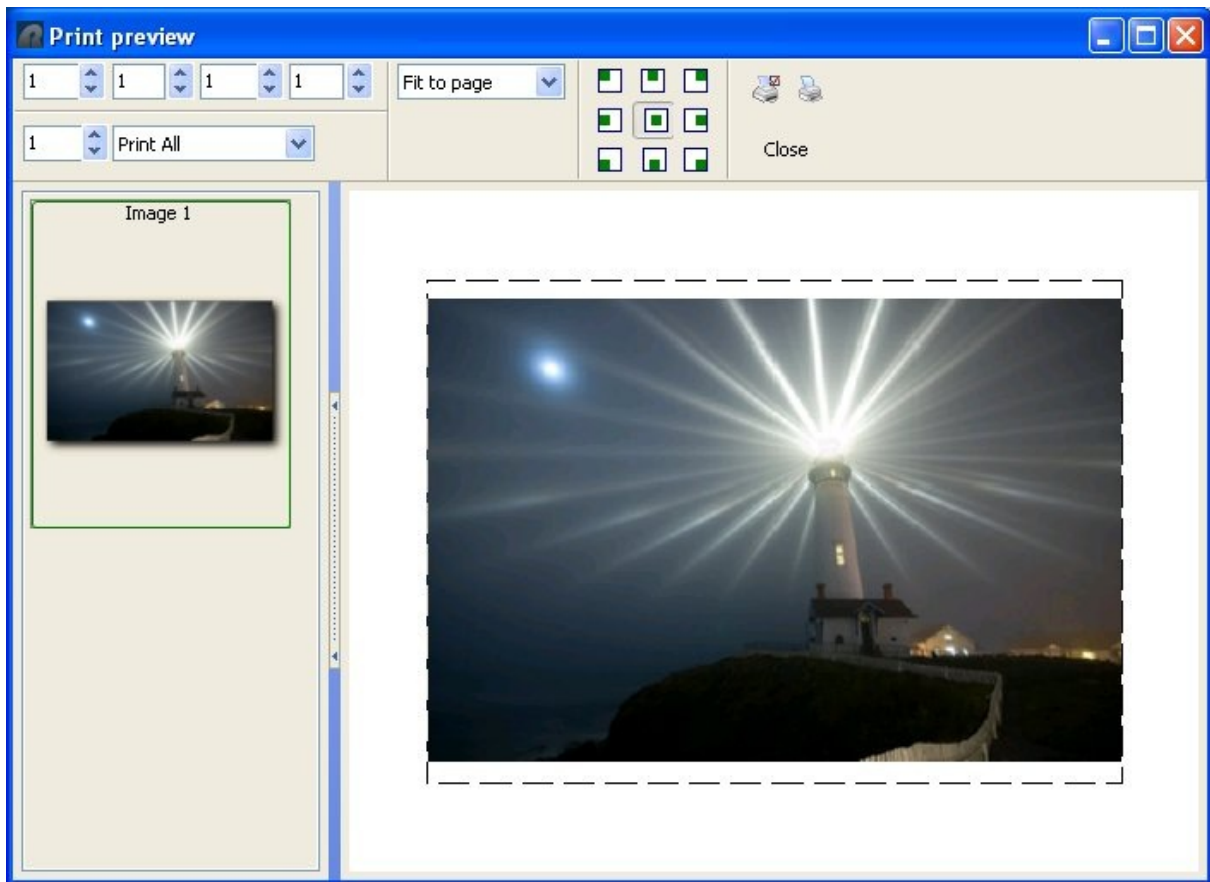 Print preview
1 1 1 1 Fit to page
1 Print All
Close
Image 1